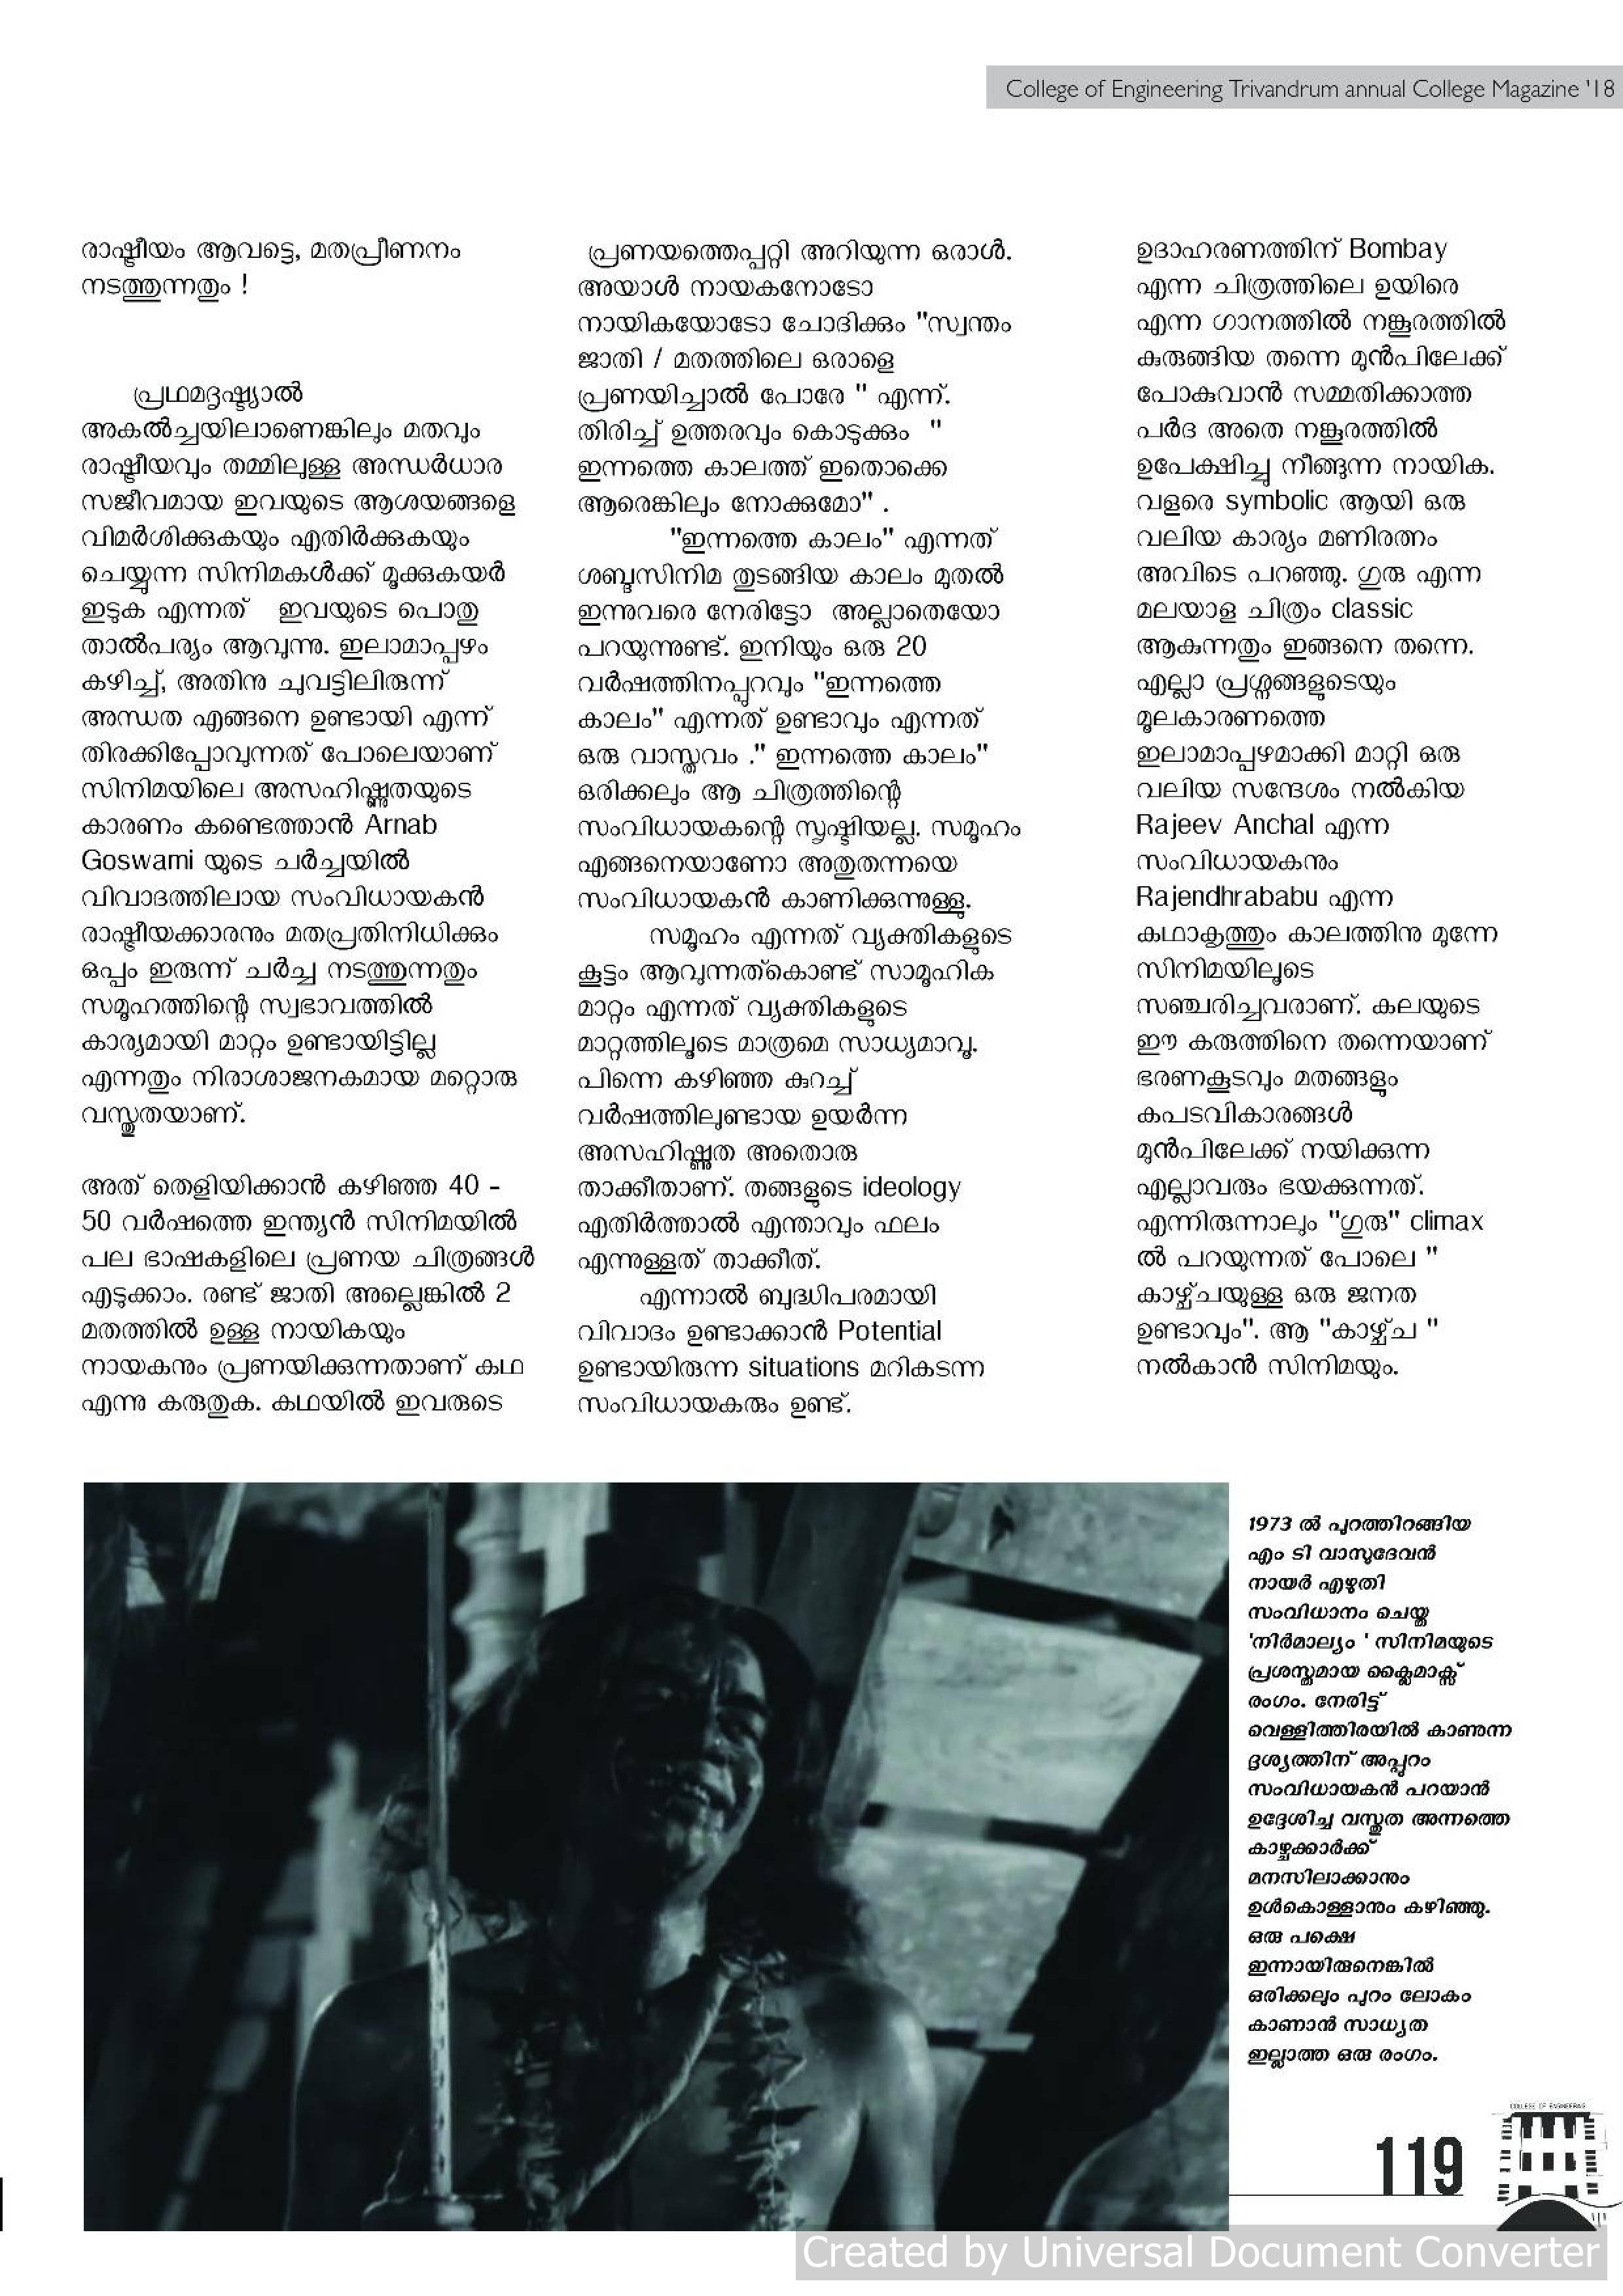 College of Engineering Trivandrum annual College Magazine '18
രാഷ്ട്രീയം ആവട്ടെ, മതപ്രീണനം
നടത്തുന്നതും !
പ്രഥമദൃഷ്ട്യാൽ
അകൽച്ചയിലാണെങ്കിലും മതവും
രാഷ്ട്രീയവും തമ്മിലുള്ള അന്ധർധാര
സജീവമായ ഇവയുടെ ആശയങ്ങളെ
വിമർശിക്കുകയും എതിർക്കുകയും
ചെയ്യുന്ന സിനിമകൾക്ക് മൂക്കുകയർ
ഇടുക എന്നത് ഇവയുടെ പൊതു
താൽപര്യം ആവുന്നു. ഇലാമാപ്പഴം
കഴിച്ച്, അതിനു ചുവട്ടിലിരുന്ന്
അന്ധത എങ്ങനെ ഉണ്ടായി എന്ന്
തിരക്കിപ്പോവുന്നത് പോലെയാണ്
സിനിമയിലെ അസഹിഷ്ണുതയുടെ
കാരണം കണ്ടെത്താൻ Arnab
Goswami യുടെ ചർച്ചയിൽ
വിവാദത്തിലായ സംവിധായകൻ
രാഷ്ട്രീയക്കാരനും മതപ്രതിനിധിക്കും
ഒപ്പം ഇരുന്ന് ചർച്ച നടത്തുന്നതും
സമൂഹത്തിന്റെ സ്വഭാവത്തിൽ
കാര്യമായി മാറ്റം ഉണ്ടായിട്ടില്ല
എന്നതും നിരാശാജനകമായ മറ്റൊരു
വസ്തുതയാണ്.
അത് തെളിയിക്കാൻ കഴിഞ്ഞ 40 -
50 വർഷത്തെ ഇന്ത്യൻ സിനിമയിൽ
പല ഭാഷകളിലെ പ്രണയ ചിത്രങ്ങൾ
എടുക്കാം. രണ്ട് ജാതി അല്ലെങ്കിൽ 2
മതത്തിൽ ഉള്ള നായികയും
നായകനും പ്രണയിക്കുന്നതാണ് കഥ
എന്നു കരുതുക. കഥയിൽ ഇവരുടെ
പ്രണയത്തെപ്പറ്റി അറിയുന്ന ഒരാൾ.
അയാൾ നായകനോടോ
നായികയോടോ ചോദിക്കും "സ്വന്തം
ജാതി / മതത്തിലെ ഒരാളെ
പ്രണയിച്ചാൽ പോരേ " എന്ന്.
തിരിച്ച് ഉത്തരവും കൊടുക്കും "
ഇന്നത്തെ കാലത്ത് ഇതൊക്കെ
ആരെങ്കിലും നോക്കുമോ" .
"ഇന്നത്തെ കാലം" എന്നത്
ശബ്ദസിനിമ തുടങ്ങിയ കാലം മുതൽ
ഇന്നുവരെ നേരിട്ടോ അല്ലാതെയോ
പറയുന്നുണ്ട്. ഇനിയും ഒരു 20
വർഷത്തിനപ്പുറവും "ഇന്നത്തെ
കാലം" എന്നത് ഉണ്ടാവും എന്നത്
ഒരു വാസ്തവം ." ഇന്നത്തെ കാലം"
ഒരിക്കലും ആ ചിത്രത്തിന്റെ
സംവിധായകന്റെ സൃഷ്ടിയല്ല. സമൂഹം
എങ്ങനെയാണോ അതുതന്നയെ
സംവിധായകൻ കാണിക്കുന്നുള്ളു.
സമൂഹം എന്നത് വ്യക്തികളുടെ
കൂട്ടം ആവുന്നത്കൊണ്ട് സാമൂഹിക
മാറ്റം എന്നത് വ്യക്തികളുടെ
മാറ്റത്തിലൂടെ മാത്രമെ സാധ്യമാവൂ.
പിന്നെ കഴിഞ്ഞ കുറച്ച്
വർഷത്തിലുണ്ടായ ഉയർന്ന
അസഹിഷ്ണുത അതൊരു
താക്കീതാണ്. തങ്ങളുടെ ideology
എതിർത്താൽ എന്താവും ഫലം
എന്നുള്ളത് താക്കീത്.
എന്നാൽ ബുദ്ധിപരമായി
വിവാദം ഉണ്ടാക്കാൻ Potential
ഉണ്ടായിരുന്ന situations മറികടന്ന
സംവിധായകരും ഉണ്ട്.
ഉദാഹരണത്തിന് Bombay
എന്ന ചിത്രത്തിലെ ഉയിരെ
എന്ന ഗാനത്തിൽ നങ്കൂരത്തിൽ
കുരുങ്ങിയ തന്നെ മുൻപിലേക്ക്
പോകുവാൻ സമ്മതിക്കാത്ത
പർദ അതെ നങ്കൂരത്തിൽ
ഉപേക്ഷിച്ചു നീങ്ങുന്ന നായിക.
വളരെ symbolic ആയി ഒരു
വലിയ കാര്യം മണിരത്നം
അവിടെ പറഞ്ഞു. ഗുരു എന്ന
മലയാള ചിത്രം classic
ആകുന്നതും ഇങ്ങനെ തന്നെ.
എല്ലാ പ്രശ്നങ്ങളുടെയും
മൂലകാരണത്തെ
ഇലാമാപ്പഴമാക്കി മാറ്റി ഒരു
വലിയ സന്ദേശം നൽകിയ
Rajeev Anchal എന്ന
സംവിധായകനും
Rajendhrababu എന്ന
കഥാകൃത്തും കാലത്തിനു മുന്നേ
സിനിമയിലൂടെ
സഞ്ചരിച്ചവരാണ്. കലയുടെ
ഈ കരുത്തിനെ തന്നെയാണ്
ഭരണകൂടവും മതങ്ങളും
കപടവികാരങ്ങൾ
മുൻപിലേക്ക് നയിക്കുന്ന
എല്ലാവരും ഭയക്കുന്നത്.
എന്നിരുന്നാലും "ഗുരു" climax
ൽ പറയുന്നത് പോലെ "
കാഴ്ച്ചയുള്ള ഒരു ജനത
ഉണ്ടാവും". ആ "കാഴ്ച്ച "
നൽകാൻ സിനിമയും.
1973 ൽ പുറത്തിറങ്ങിയ
എം ടി വാസുദേവൻ
നായർ എഴുതി
സംവിധാനം ചെയ്ത
'നിർമാല്യം ' സിനിമയുടെ
പ്രശസ്തമായ ക്ലൈമാക്സ്
രംഗം. നേരിട്ട്
വെള്ളിത്തിരയിൽ കാണുന്ന
ദൃശ്യത്തിന് അപ്പുറം
സംവിധായകൻ പറയാൻ
ഉദ്ദേശിച്ച വസ്തുത അന്നത്തെ
കാഴ്ചക്കാർക്ക്
മനസിലാക്കാനും
ഉൾകൊള്ളാനും കഴിഞ്ഞു.
ഒരു പക്ഷെ
ഇന്നായിരുനെങ്കിൽ
ഒരിക്കലും പുറം ലോകം
കാണാൻ സാധ്യത
ഇല്ലാത്ത ഒരു രംഗം.
COLLEGE OF ENGINEERING
119
Created by Universal Document Converter